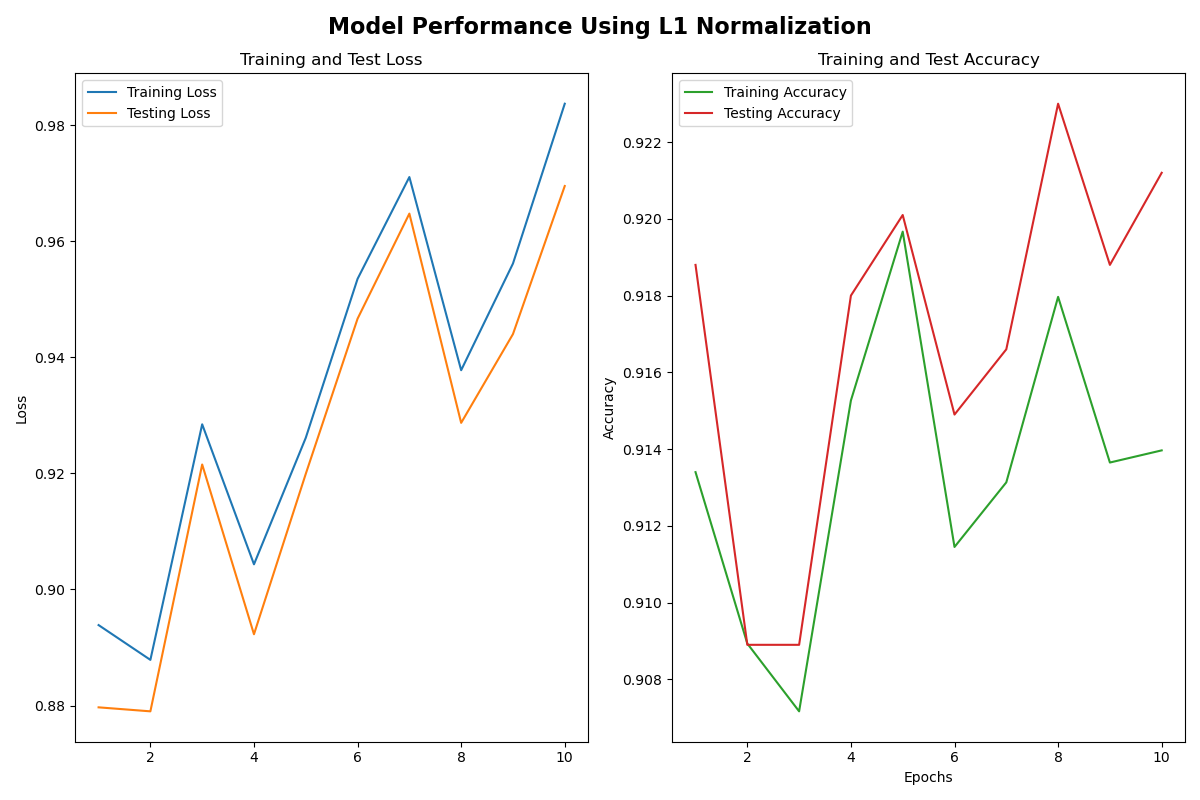 Model Performance Using L1 Normalization
Training and Test Loss
Training Loss
Testing Loss
0.98
0.96
0.94
0.92
0.90
0.88
Loss
2 4 6 8 10
Training and Test Accuracy
Training Accuracy
Testing Accuracy
0.922
0.920
0.918
0.916
0.914
0.912
0.910
0.908
Accuracy
2 4 6 8 10
Epochs